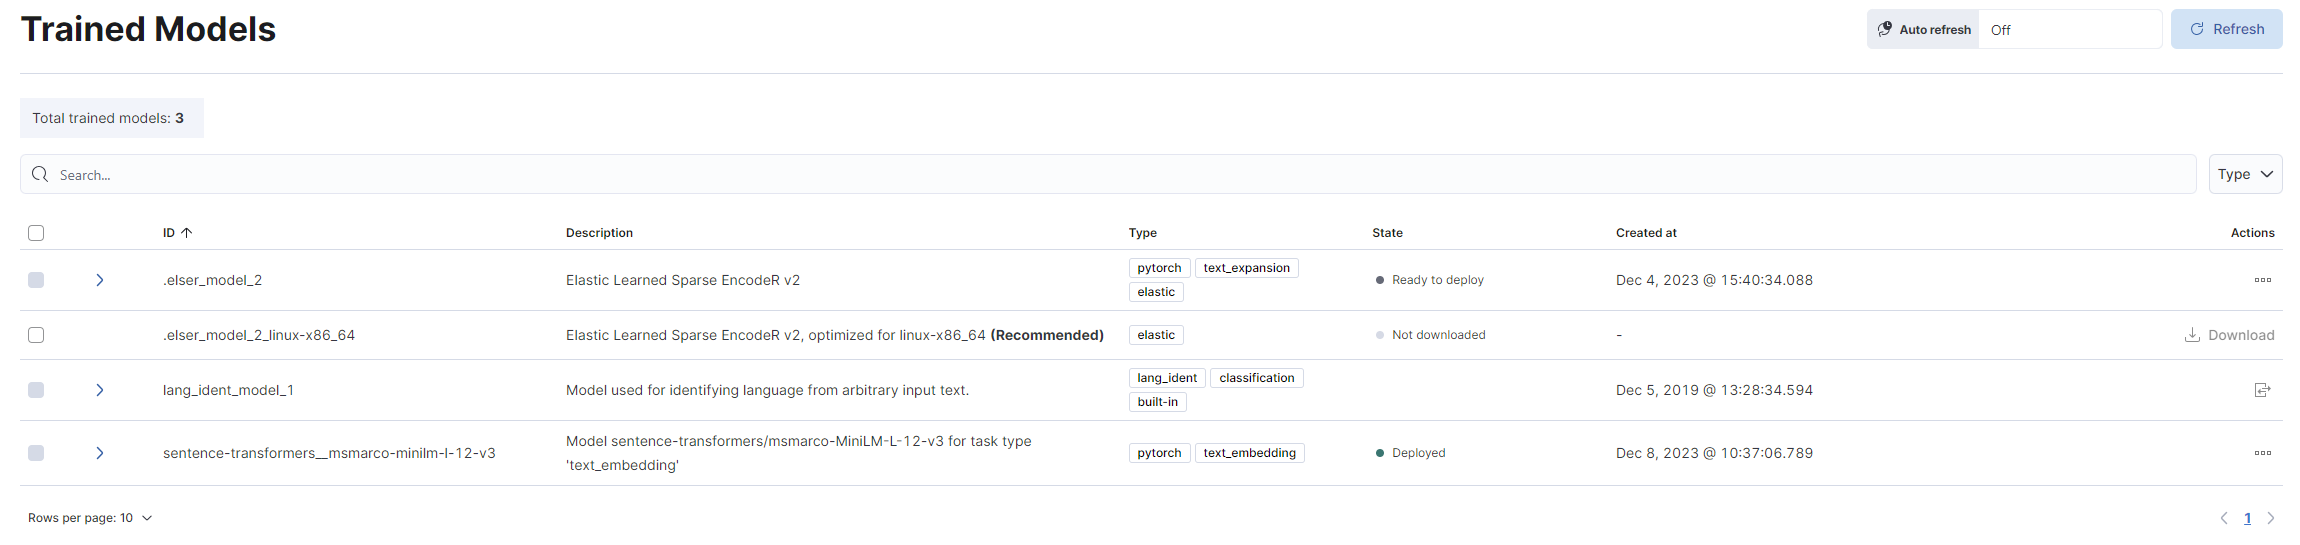 Trained Models
Auto refresh Off Refresh
Total trained models: 3
Search... Type
ID Description Type State Created at Actions
.elser_model_2 Elastic Learned Sparse EncodeR v2 pytorch text_expansion Ready to deploy Dec 4, 2023 @ 15:40:34.088
elastic
.elser_model_2_linux-x86_64 Elastic Learned Sparse EncodeR v2, optimized for linux-x86_64 (Recommended) elastic Not downloaded - Download
lang_ident_model_1 Model used for identifying language from arbitrary input text. lang_ident classification Dec 5, 2019 @ 13:28:34.594
built-in
sentence-transformers__msmarco-minilm-l-12-v3 Model sentence-transformers/msmarco-MiniLM-L-12-v3 for task type pytorch text_embedding Deployed Dec 8, 2023 @ 10:37:06.789
'text_embedding'
Rows per page: 10 1